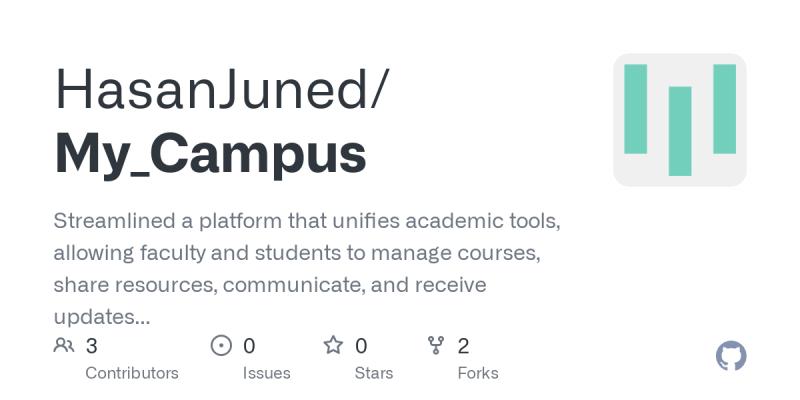 HasanJuned/
My_Campus
Streamlined a platform that unifies academic tools,
allowing faculty and students to manage courses,
share resources, communicate, and receive
updates...
3 0 0 2
Contributors Issues Stars Forks